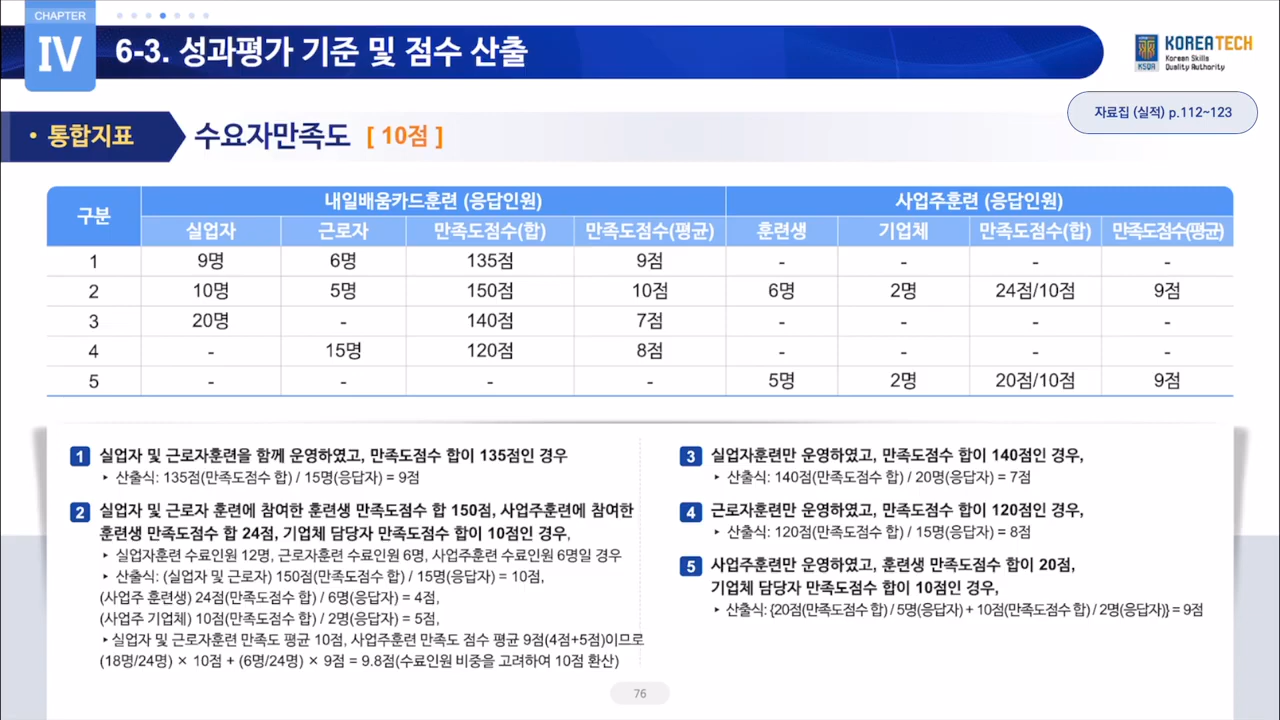 CHAPTER
IV
6-3. 성과평가 기준 및 점수 산출
KOREATECH
Korean Skills
Quality Authority
KSQA
자료집 (실적) p.112~123
• 통합지표
수요자만족도 [ 10점 ]
구분 내일배움카드훈련 (응답인원) 사업주훈련 (응답인원)
실업자 근로자 만족도점수(합) 만족도점수(평균) 훈련생 기업체 만족도점수(합) 만족도점수(평균)
1 9명 6명 135점 9점 - - - -
2 10명 5명 150점 10점 6명 2명 24점/10점 9점
3 20명 - 140점 7점 - - - -
4 - 15명 120점 8점 - - - -
5 - - - - 5명 2명 20점/10점 9점
1 실업자 및 근로자훈련을 함께 운영하였고, 만족도점수 합이 135점인 경우
‣ 산출식: 135점(만족도점수 합) / 15명(응답자) = 9점
2 실업자 및 근로자 훈련에 참여한 훈련생 만족도점수 합 150점, 사업주훈련에 참여한
훈련생 만족도점수 합 24점, 기업체 담당자 만족도점수 합이 10점인 경우,
‣ 실업자훈련 수료인원 12명, 근로자훈련 수료인원 6명, 사업주훈련 수료인원 6명일 경우
‣ 산출식: (실업자 및 근로자) 150점(만족도점수 합) / 15명(응답자) = 10점,
(사업주 훈련생) 24점(만족도점수 합) / 6명(응답자) = 4점,
(사업주 기업체) 10점(만족도점수 합) / 2명(응답자) = 5점,
‣실업자 및 근로자훈련 만족도 평균 10점, 사업주훈련 만족도 점수 평균 9점(4점+5점)이므로
(18명/24명) × 10점 + (6명/24명) × 9점 = 9.8점(수료인원 비중을 고려하여 10점 환산)
3 실업자훈련만 운영하였고, 만족도점수 합이 140점인 경우,
‣ 산출식: 140점(만족도점수 합) / 20명(응답자) = 7점
4 근로자훈련만 운영하였고, 만족도점수 합이 120점인 경우,
‣ 산출식: 120점(만족도점수 합) / 15명(응답자) = 8점
5 사업주훈련만 운영하였고, 훈련생 만족도점수 합이 20점,
기업체 담당자 만족도점수 합이 10점인 경우,
‣ 산출식: {20점(만족도점수 합) / 5명(응답자) + 10점(만족도점수 합) / 2명(응답자)} = 9점
76